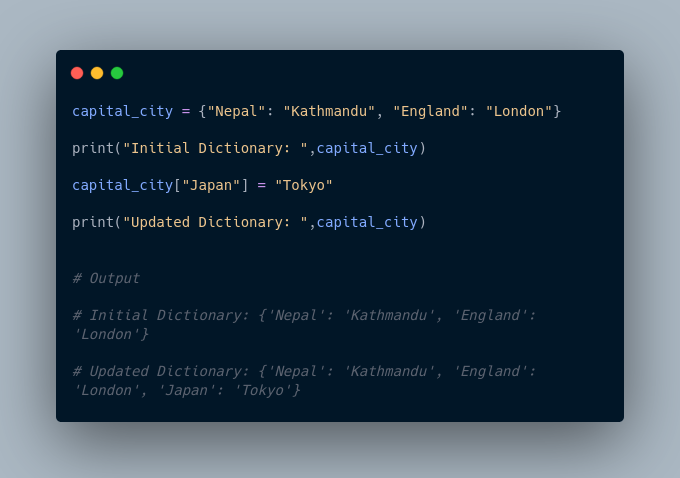 capital_city = {"Nepal": "Kathmandu", "England": "London"}
print("Initial Dictionary: ",capital_city)
capital_city["Japan"] = "Tokyo"
print("Updated Dictionary: ",capital_city)
# Output
# Initial Dictionary: {'Nepal': 'Kathmandu', 'England':
'London'}
# Updated Dictionary: {'Nepal': 'Kathmandu', 'England':
'London', 'Japan': 'Tokyo'}